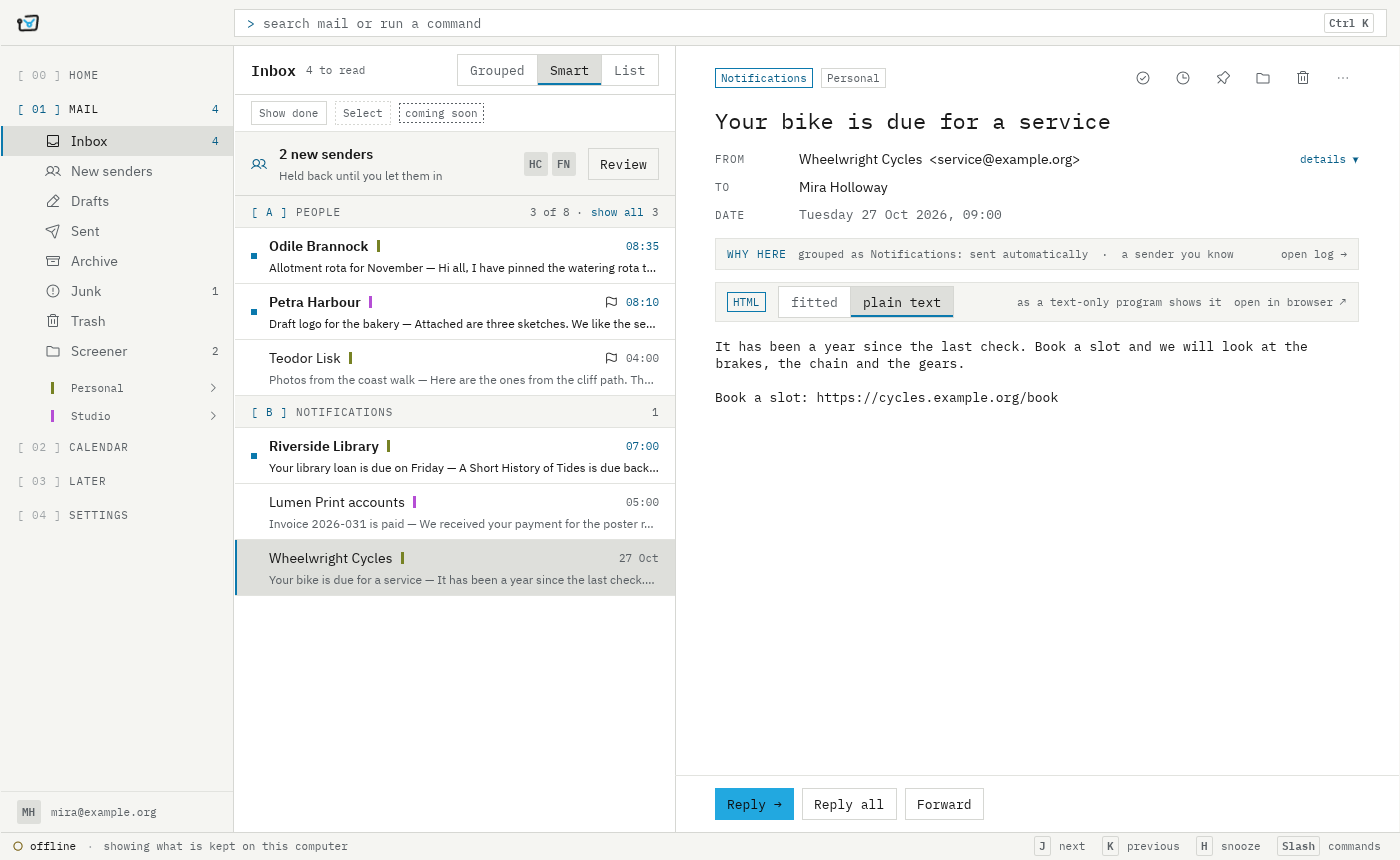 > search mail or run a command
Ctrl K
[ 00 ] HOME
[ 01 ] MAIL 4
Inbox 4
New senders
Drafts
Sent
Archive
Junk 1
Trash
Screener 2
Personal
Studio
[ 02 ] CALENDAR
[ 03 ] LATER
[ 04 ] SETTINGS
MH mira@example.org
Inbox 4 to read
Grouped Smart List
Show done Select coming soon
2 new senders
Held back until you let them in
HC FN Review
[ A ] PEOPLE 3 of 8 · show all 3
Odile Brannock 08:35
Allotment rota for November — Hi all, I have pinned the watering rota t…
Petra Harbour 08:10
Draft logo for the bakery — Attached are three sketches. We like the se…
Teodor Lisk 04:00
Photos from the coast walk — Here are the ones from the cliff path. Th…
[ B ] NOTIFICATIONS 1
Riverside Library 07:00
Your library loan is due on Friday — A Short History of Tides is due back…
Lumen Print accounts 05:00
Invoice 2026-031 is paid — We received your payment for the poster r…
Wheelwright Cycles 27 Oct
Your bike is due for a service — It has been a year since the last check.…
Notifications Personal
Your bike is due for a service
FROM Wheelwright Cycles <service@example.org> details ▾
TO Mira Holloway
DATE Tuesday 27 Oct 2026, 09:00
WHY HERE grouped as Notifications: sent automatically · a sender you know open log →
HTML fitted plain text as a text-only program shows it open in browser ↗
It has been a year since the last check. Book a slot and we will look at the
brakes, the chain and the gears.
Book a slot: https://cycles.example.org/book
Reply → Reply all Forward
offline · showing what is kept on this computer
J next K previous H snooze Slash commands